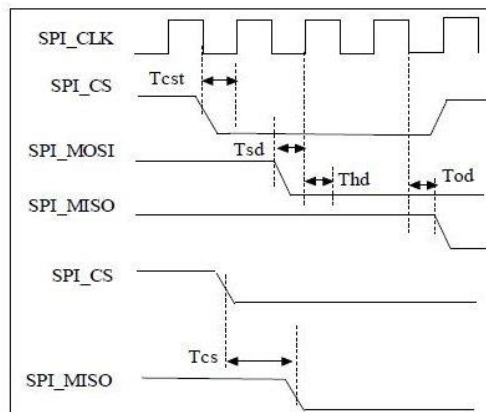 SPI_CLK
Tcst
SPI_CS
SPI_MOSI
Tsd
Thd
Tod
SPI_MISO
SPI_CS
Tcs
SPI_MISO